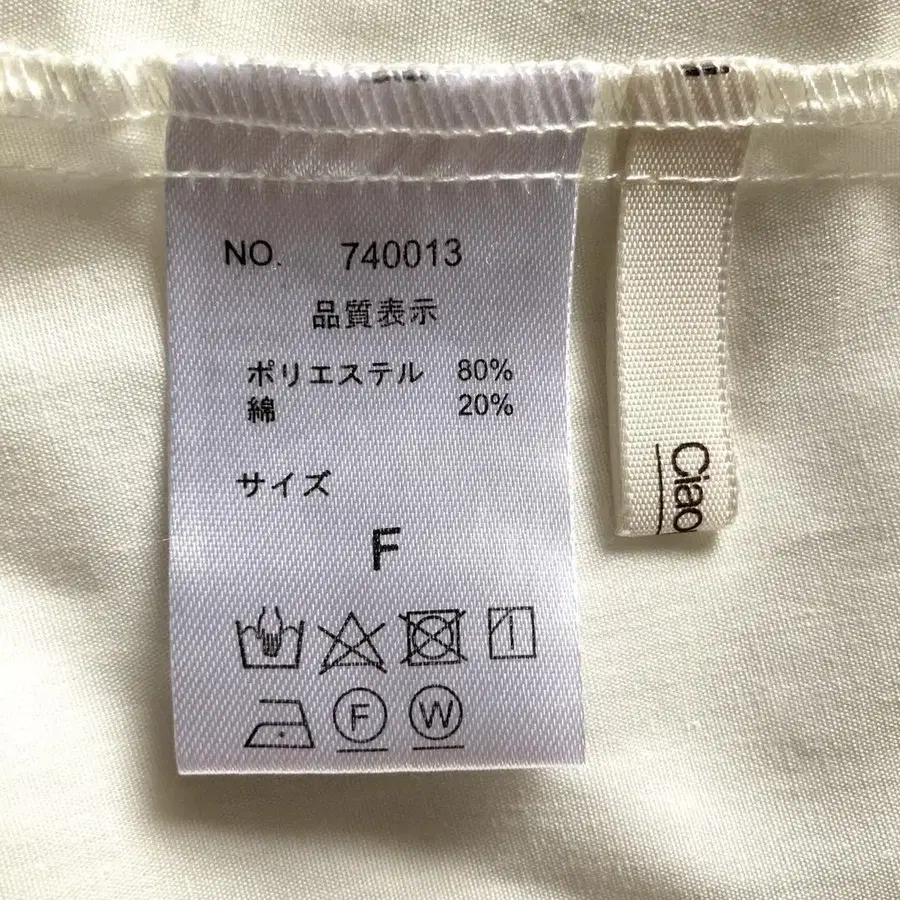 NO. 740013
品質表示
ポリエステル 80%
綿 20%
サイズ
F
F W
Ciao